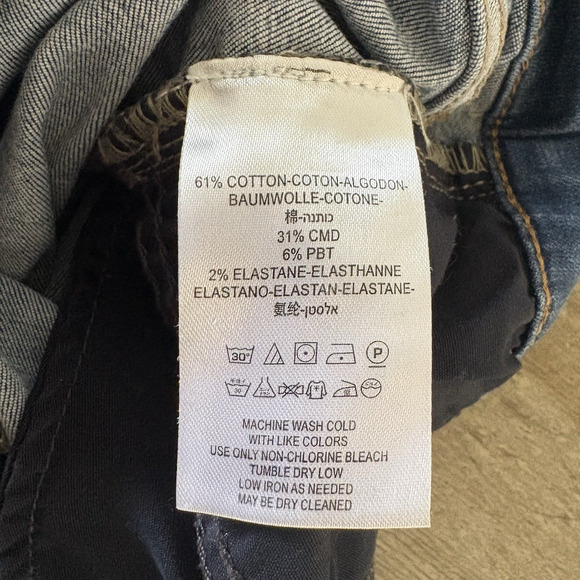 61% COTTON-COTON-ALGODON-
BAUMWOLLE-COTONE-
棉-כותנה
31% CMD
6% PBT
2% ELASTANE-ELASTHANNE
ELASTANO-ELASTAN-ELASTANE-
氨纶-אלסטן
30°
P
30
MACHINE WASH COLD
WITH LIKE COLORS
USE ONLY NON-CHLORINE BLEACH
TUMBLE DRY LOW
LOW IRON AS NEEDED
MAY BE DRY CLEANED